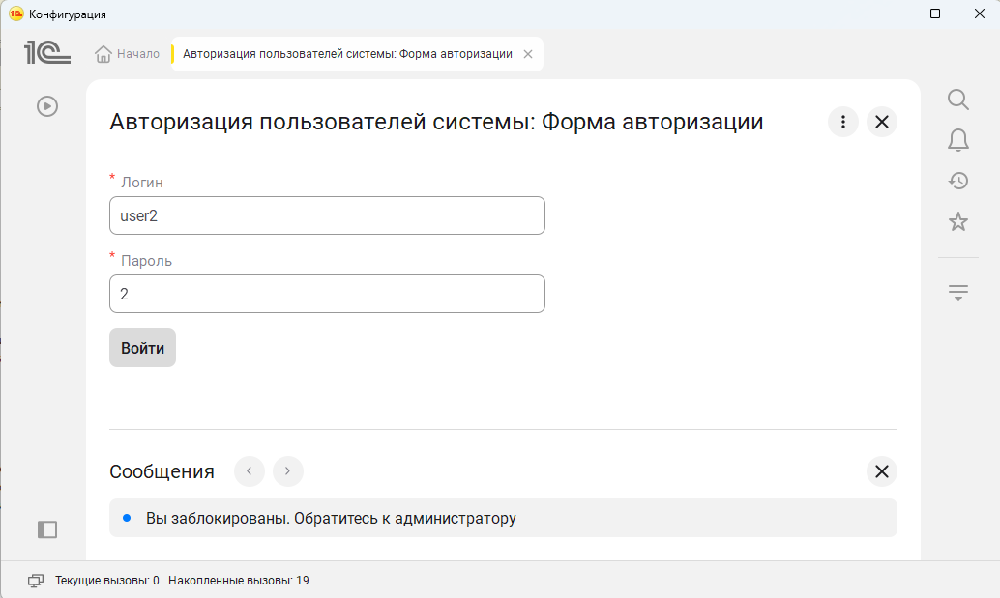 Конфигурация
1С
Начало
Авторизация пользователей системы: Форма авторизации
Авторизация пользователей системы: Форма авторизации
* Логин
user2
* Пароль
2
Войти
Сообщения
Вы заблокированы. Обратитесь к администратору
Текущие вызовы: 0 Накопленные вызовы: 19